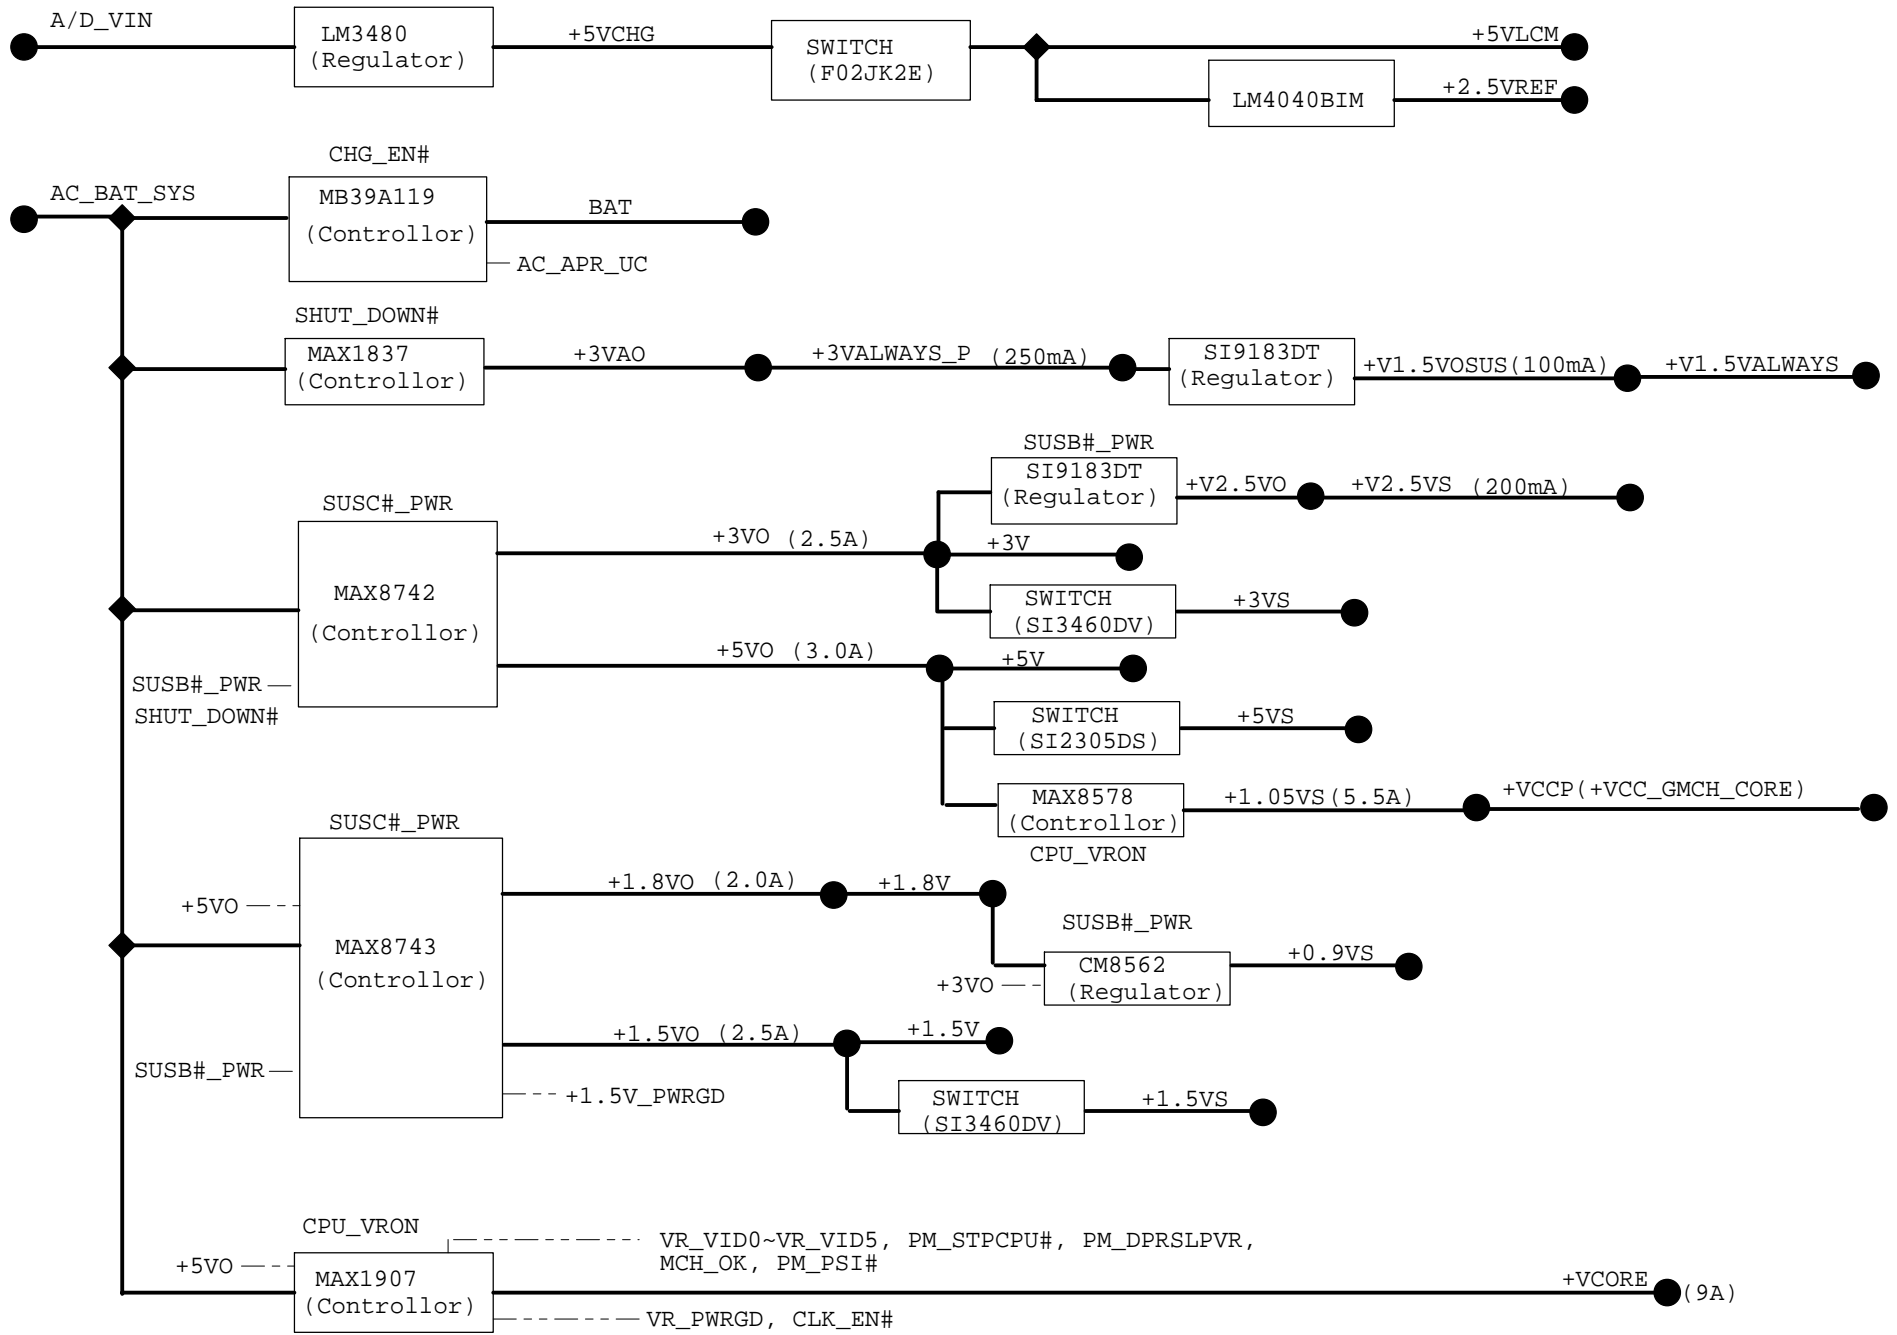 A/D_VIN
LM3480
(Regulator)
+5VCHG
SWITCH
(F02JK2E)
+5VLCM
LM4040BIM
+2.5VREF
CHG_EN#
AC_BAT_SYS
MB39A119
(Controllor)
BAT
AC_APR_UC
SHUT_DOWN#
MAX1837
(Controllor)
+3VAO
+3VALWAYS_P (250mA)
SI9183DT
(Regulator)
+V1.5VOSUS(100mA)
+V1.5VALWAYS
SUSB#_PWR
SI9183DT
(Regulator)
+V2.5VO
+V2.5VS (200mA)
SUSC#_PWR
MAX8742
(Controllor)
+3VO (2.5A)
+3V
SWITCH
(SI3460DV)
+3VS
+5VO (3.0A)
+5V
SUSB#_PWR
SHUT_DOWN#
SWITCH
(SI2305DS)
+5VS
MAX8578
(Controllor)
+1.05VS(5.5A)
+VCCP(+VCC_GMCH_CORE)
CPU_VRON
SUSC#_PWR
+5VO
MAX8743
(Controllor)
+1.8VO (2.0A)
+1.8V
SUSB#_PWR
CM8562
(Regulator)
+3VO
+0.9VS
+1.5VO (2.5A)
+1.5V
SUSB#_PWR
+1.5V_PWRGD
SWITCH
(SI3460DV)
+1.5VS
CPU_VRON
VR_VID0~VR_VID5, PM_STPCPU#, PM_DPRSLPVR,
MCH_OK, PM_PSI#
+5VO
MAX1907
(Controllor)
+VCORE
(9A)
VR_PWRGD, CLK_EN#